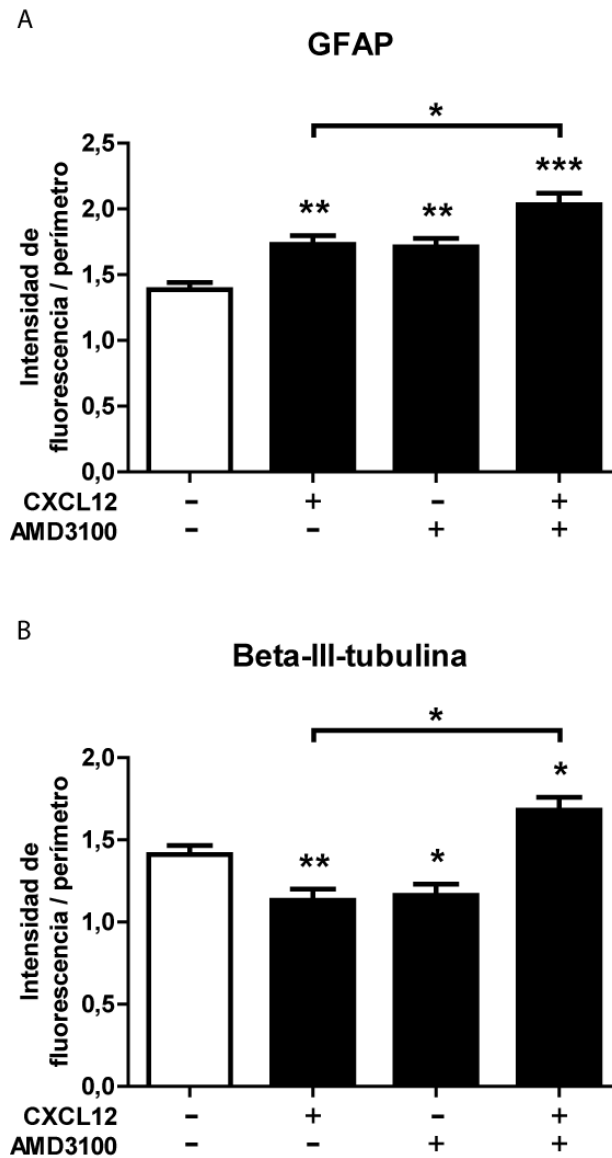 A
GFAP
*
2,5
2,0
1,5
1,0
0,5
0,0
Intensidad de
fluorescencia / perímetro
** ** ***
CXCL12 - + - +
AMD3100 - - + +
B
Beta-III-tubulina
*
2,0
1,5
1,0
0,5
0,0
Intensidad de
fluorescencia / perímetro
** * *
CXCL12 - + - +
AMD3100 - - + +